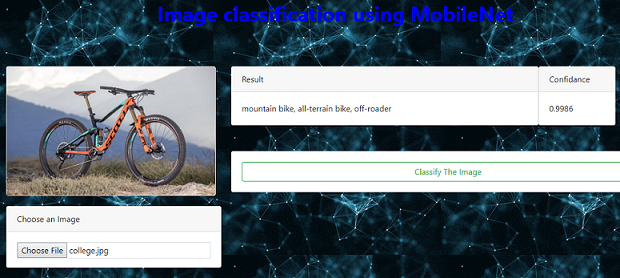 Image classification using MobileNet
Result Confidance
mountain bike, all-terrain bike, off-roader 0.9986
Classify The Image
Choose an Image
Choose File college.jpg
SCOTT